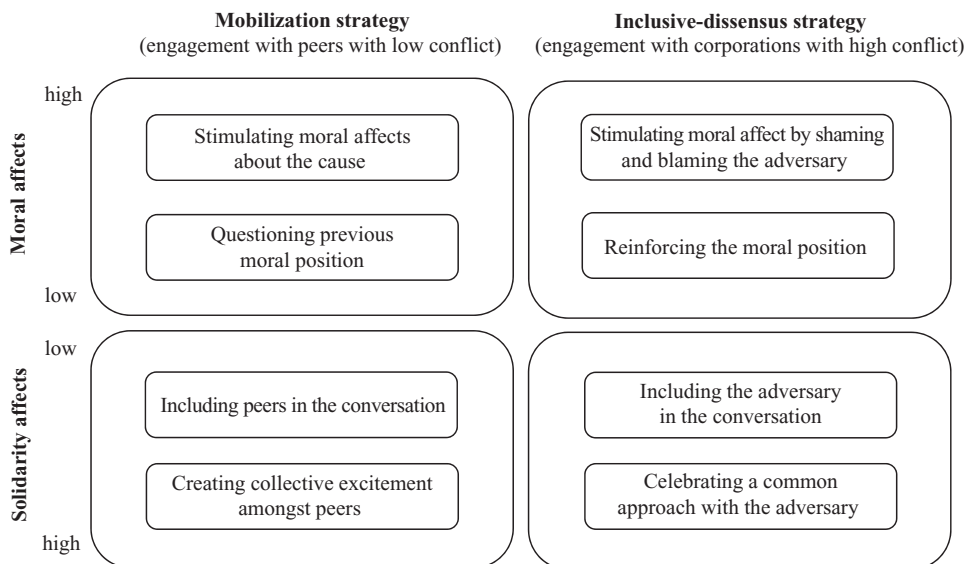 Mobilization strategy
(engagement with peers with low conflict)
Inclusive-dissensus strategy
(engagement with corporations with high conflict)
Moral affects
high
Stimulating moral affects
about the cause
Stimulating moral affect by shaming
and blaming the adversary
Questioning previous
moral position
Reinforcing the moral position
low
Solidarity affects
low
Including peers in the conversation
Including the adversary
in the conversation
Creating collective excitement
amongst peers
Celebrating a common
approach with the adversary
high